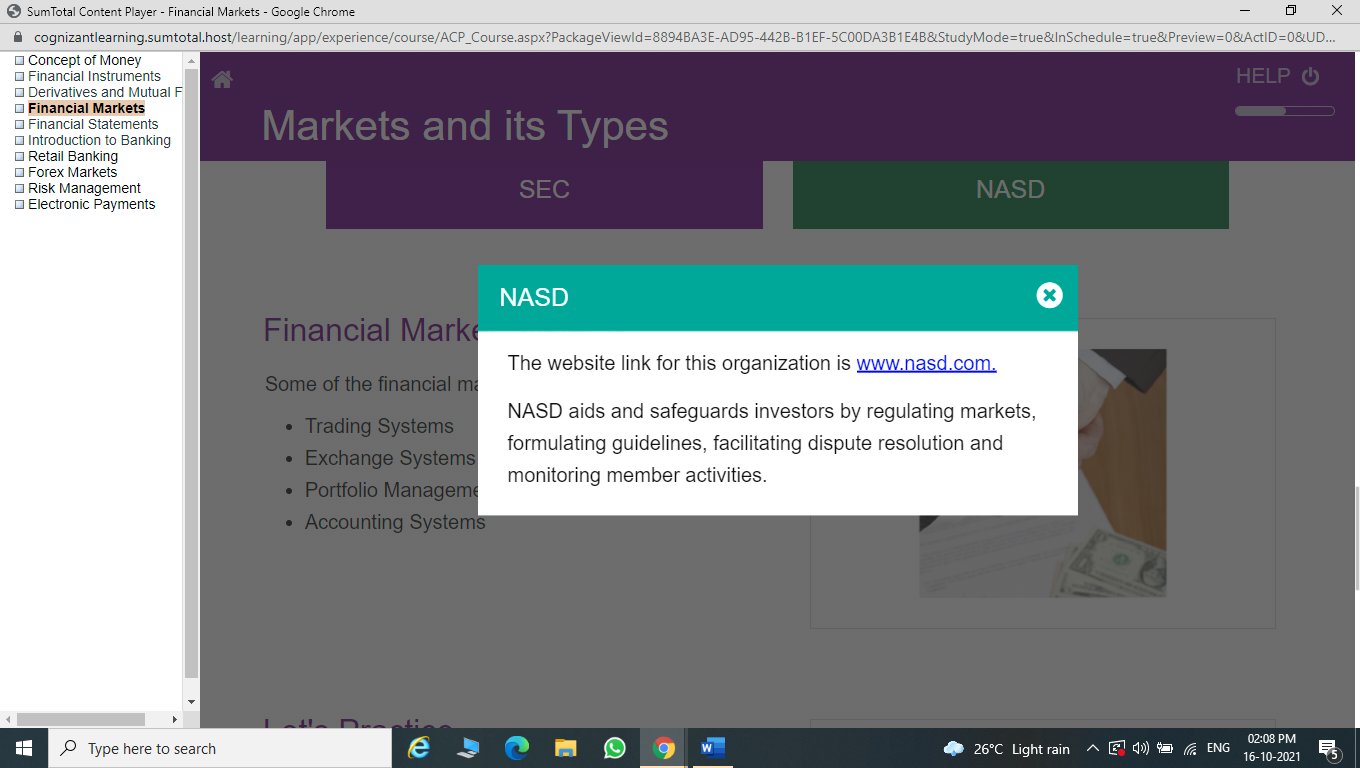 SumTotal Content Player - Financial Markets - Google Chrome
cognizantlearning.sumtotal.host/learning/app/experience/course/ACP_Course.aspx?PackageViewId=8894BA3E-AD95-442B-B1EF-5C00DA3B1E4B&StudyMode=true&InSchedule=true&Preview=0&ActID=0&UD...
Concept of Money
Financial Instruments
Derivatives and Mutual F
Financial Markets
Financial Statements
Introduction to Banking
Retail Banking
Forex Markets
Risk Management
Electronic Payments
HELP
Markets and its Types
SEC
NASD
NASD
The website link for this organization is www.nasd.com.
NASD aids and safeguards investors by regulating markets,
formulating guidelines, facilitating dispute resolution and
monitoring member activities.
Financial Marke
Some of the financial ma
• Trading Systems
• Exchange Systems
• Portfolio Manageme
• Accounting Systems
Let's Practice
Type here to search
26°C Light rain
ENG
02:08 PM
16-10-2021
5